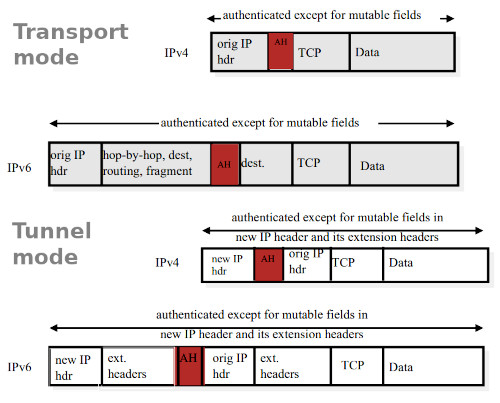 authenticated except for mutable fields
Transport
mode
IPv4
orig IP
hdr
AH
TCP
Data
authenticated except for mutable fields
IPv6
orig IP
hdr
hop-by-hop, dest,
routing, fragment
AH
dest.
TCP
Data
Tunnel
mode
authenticated except for mutable fields in
new IP header and its extension headers
IPv4
new IP
hdr
AH
orig IP
hdr
TCP
Data
authenticated except for mutable fields in
new IP header and its extension headers
IPv6
new IP
hdr
ext.
headers
AH
orig IP
hdr
ext.
headers
TCP
Data